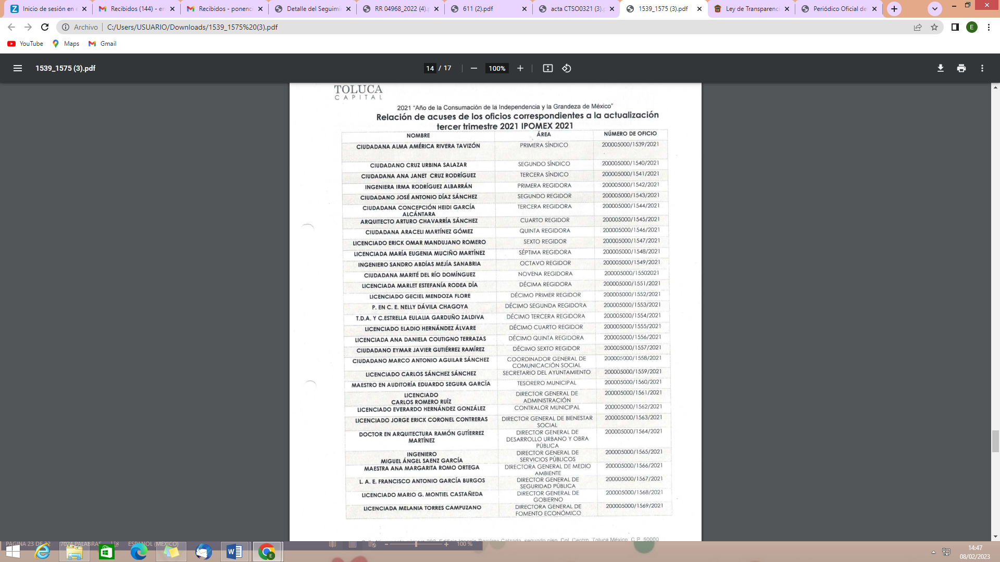 Inicio de sesión en e
Recibidos (144) - en
Recibidos - ponenc
Detalle del Seguimi
RR 04968_2022 (4).p
611 (2).pdf
acta CTSO0321 (3).p
1539_1575 (3).pdf
Ley de Transparenc
Periódico Oficial de
Archivo C:/Users/USUARIO/Downloads/1539_1575%20(3).pdf
E
YouTube Maps Gmail
1539_1575 (3).pdf
14 / 17 100%
TOLUCA
CAPITAL
2021 “Año de la Consumación de la Independencia y la Grandeza de México”
Relación de acuses de los oficios correspondientes a la actualización
tercer trimestre 2021 IPOMEX 2021
NOMBRE ÁREA NÚMERO DE OFICIO
CIUDADANA ALMA AMÉRICA RIVERA TAVIZÓN PRIMERA SÍNDICO 200005000/1539/2021
CIUDADANO CRUZ URBINA SALAZAR SEGUNDO SÍNDICO 200005000/1540/2021
CIUDADANA ANA JANET CRUZ RODRÍGUEZ TERCERA SÍNDICO 200005000/1541/2021
INGENIERA IRMA RODRÍGUEZ ALBARRÁN PRIMERA REGIDORA 200005000/1542/2021
CIUDADANO JOSÉ ANTONIO DÍAZ SÁNCHEZ SEGUNDO REGIDOR 200005000/1543/2021
CIUDADANA CONCEPCIÓN HEIDI GARCÍA TERCERA REGIDORA 200005000/1544/2021
ALCÁNTARA
ARQUITECTO ARTURO CHAVARRÍA SÁNCHEZ CUARTO REGIDOR 200005000/1545/2021
CIUDADANA ARACELI MARTÍNEZ GÓMEZ QUINTA REGIDORA 200005000/1546/2021
LICENCIADO ERICK OMAR MANDUJANO ROMERO SEXTO REGIDOR 200005000/1547/2021
LICENCIADA MARÍA EUGENIA MUCIÑO MARTÍNEZ SÉPTIMA REGIDORA 200005000/1548/2021
INGENIERO SANDRO ABDÍAS MEJÍA SANABRIA OCTAVO REGIDOR 200005000/1549/2021
CIUDADANA MARITÉ DEL RÍO DOMÍNGUEZ NOVENA REGIDORA 200005000/15502021
LICENCIADA MARLET ESTEFANÍA RODEA DÍA DÉCIMA REGIDORA 200005000/1551/2021
LICENCIADO GECIEL MENDOZA FLORE DÉCIMO PRIMER REGIDOR 200005000/1552/2021
P. EN C. E. NELLY DÁVILA CHAGOYA DÉCIMO SEGUNDA REGIDORA 200005000/1553/2021
T.D.A. Y C.ESTRELLA EULALIA GARDUÑO ZALDIVA DÉCIMO TERCERA REGIDORA 200005000/1554/2021
LICENCIADO ELADIO HERNÁNDEZ ÁLVARE DÉCIMO CUARTO REGIDOR 200005000/1555/2021
LICENCIADA ANA DANIELA COUTIGNO TERRAZAS DÉCIMO QUINTA REGIDORA 200005000/1556/2021
CIUDADANO EYMAR JAVIER GUTIÉRREZ RAMÍREZ DÉCIMO SEXTO REGIDOR 200005000/1557/2021
CIUDADANO MARCO ANTONIO AGUILAR SÁNCHEZ COORDINADOR GENERAL DE 200005000/1558/2021
COMUNICACIÓN SOCIAL
LICENCIADO CARLOS SÁNCHEZ SÁNCHEZ SECRETARIO DEL AYUNTAMIENTO 200005000/1559/2021
MAESTRO EN AUDITORÍA EDUARDO SEGURA GARCÍA TESORERO MUNICIPAL 200005000/1560/2021
LICENCIADO DIRECTOR GENERAL DE 200005000/1561/2021
CARLOS ROMERO RUÍZ ADMINISTRACIÓN
LICENCIADO EVERARDO HERNÁNDEZ GONZÁLEZ CONTRALOR MUNICIPAL 200005000/1562/2021
LICENCIADO JORGE ERICK CORONEL CONTRERAS DIRECTOR GENERAL DE BIENESTAR 200005000/1563/2021
SOCIAL
DOCTOR EN ARQUITECTURA RAMÓN GUTÍERREZ DIRECTOR GENERAL DE 200005000/1564/2021
MARTÍNEZ DESARROLLO URBANO Y OBRA
PÚBLICA
INGENIERO DIRECTOR GENERAL DE 200005000/1565/2021
MIGUEL ÁNGEL SAENZ GARCÍA SERVICIOS PÚBLICOS
MAESTRA ANA MARGARITA ROMO ORTEGA DIRECTORA GENERAL DE MEDIO 200005000/1566/2021
AMBIENTE
L. A. E. FRANCISCO ANTONIO GARCÍA BURGOS DIRECTOR GENERAL DE 200005000/1567/2021
SEGURIDAD PÚBLICA
LICENCIADO MARIO G. MONTIEL CASTAÑEDA DIRECTOR GENERAL DE 200005000/1568/2021
GOBIERNO
LICENCIADA MELANIA TORRES CAMPUZANO DIRECTORA GENERAL DE 200005000/1569/2021
FOMENTO ECONÓMICO
segundo piso, Col. Centro, Toluca México. C.P. 50000
PÁGINA 23 DE 32 7024 PALABRAS ESPAÑOL (MÉXICO) 100 %
14:47
08/02/2023